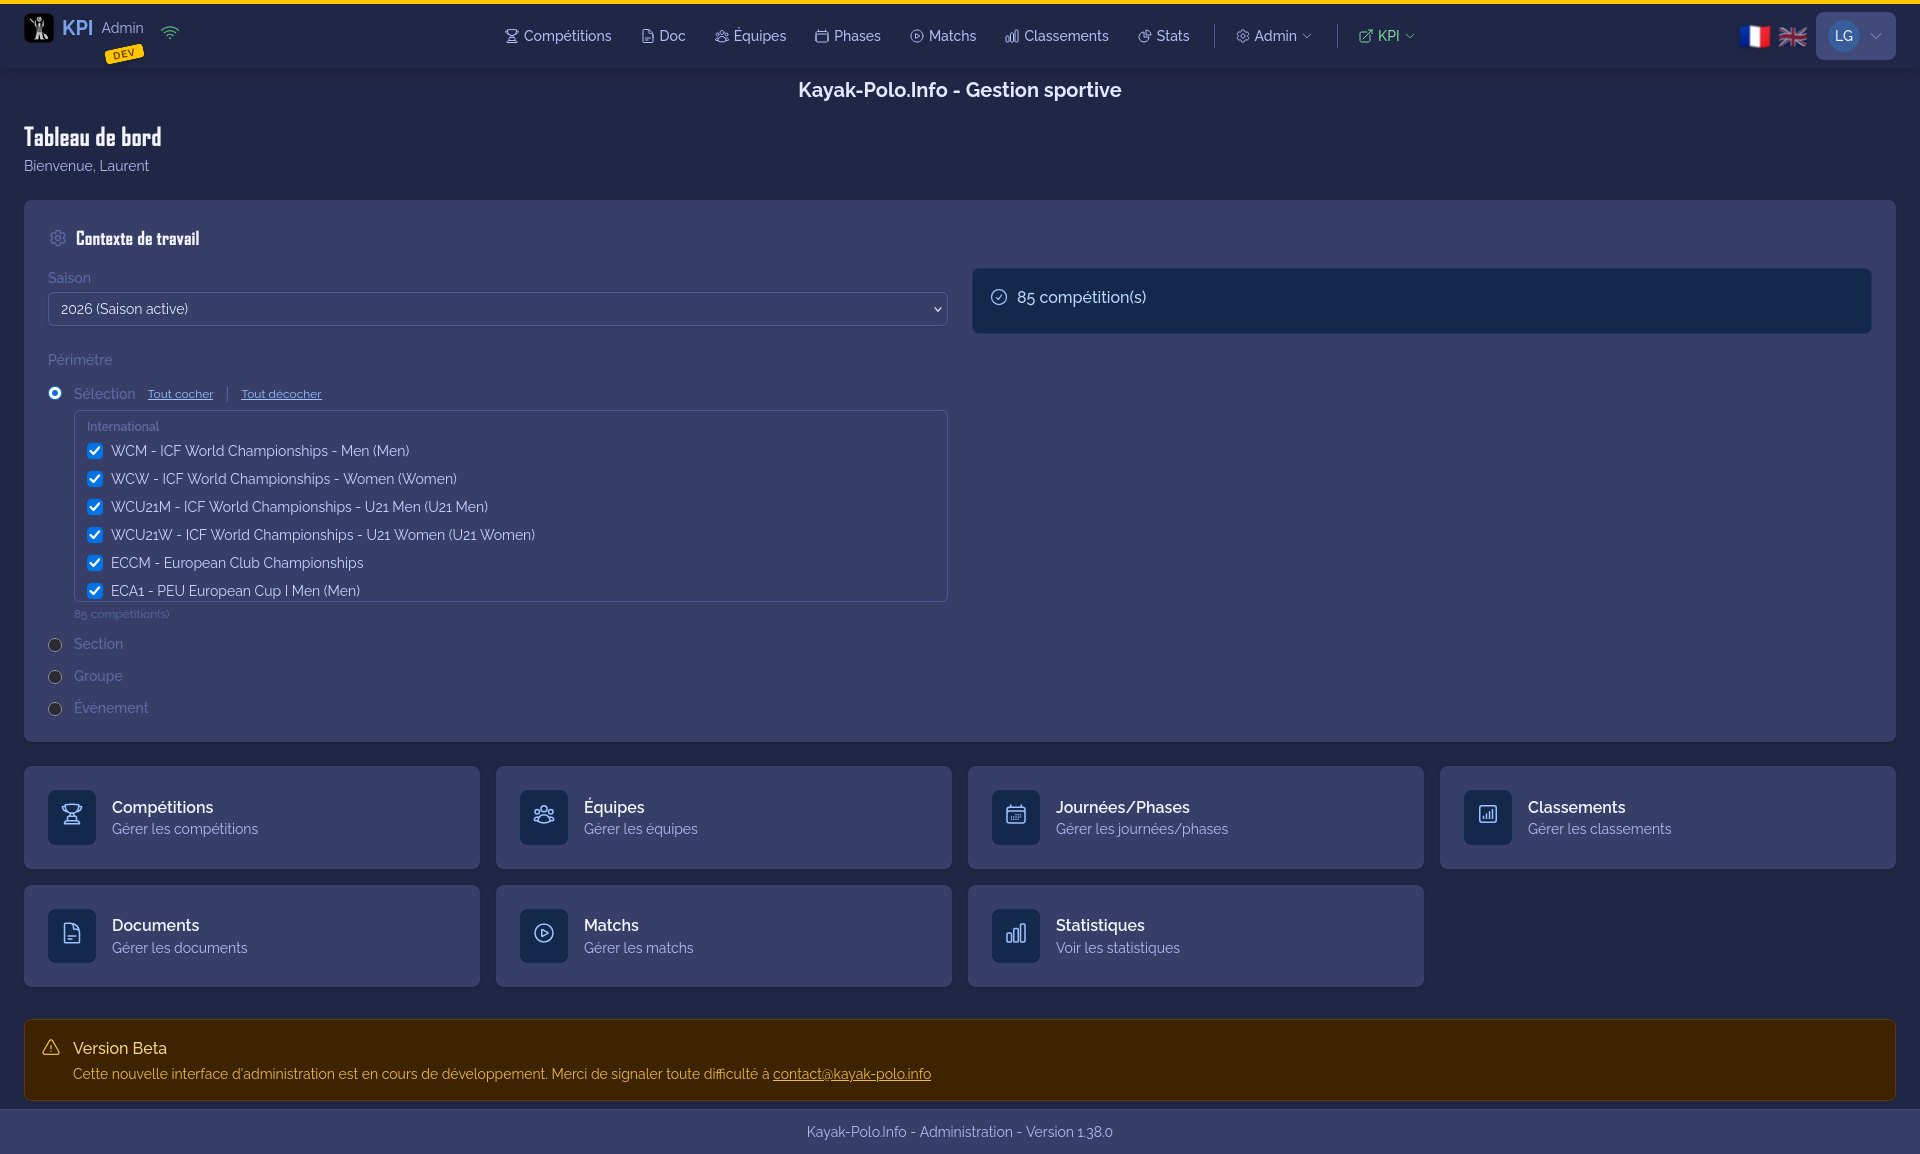 KPI Admin
DEV
Compétitions Doc Équipes Phases Matchs Classements Stats Admin KPI
LG
Kayak-Polo.Info - Gestion sportive
Tableau de bord
Bienvenue, Laurent
Contexte de travail
Saison
2026 (Saison active)
85 compétition(s)
Périmètre
Sélection Tout cocher | Tout décocher
International
WCM - ICF World Championships - Men (Men)
WCW - ICF World Championships - Women (Women)
WCU21M - ICF World Championships - U21 Men (U21 Men)
WCU21W - ICF World Championships - U21 Women (U21 Women)
ECCM - European Club Championships
ECA1 - PEU European Cup I Men (Men)
85 compétition(s)
Section
Groupe
Événement
Compétitions
Gérer les compétitions
Équipes
Gérer les équipes
Journées/Phases
Gérer les journées/phases
Classements
Gérer les classements
Documents
Gérer les documents
Matchs
Gérer les matchs
Statistiques
Voir les statistiques
Version Beta
Cette nouvelle interface d'administration est en cours de développement. Merci de signaler toute difficulté à contact@kayak-polo.info
Kayak-Polo.Info - Administration - Version 1.38.0